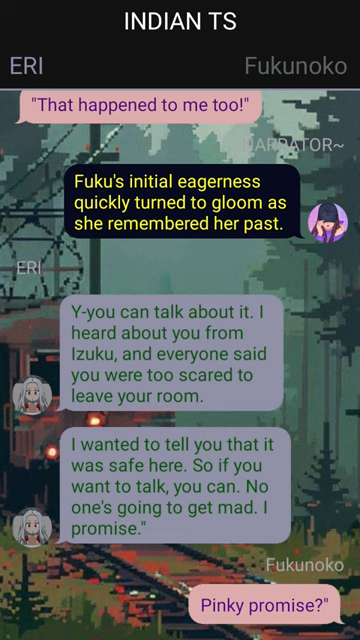 INDIAN TS
ERI
Fukunoko
"That happened to me too!"
NARRATOR~
Fuku's initial eagerness
quickly turned to gloom as
she remembered her past.
ERI
Y-you can talk about it. I
heard about you from
Izuku, and everyone said
you were too scared to
leave your room.
I wanted to tell you that it
was safe here. So if you
want to talk, you can. No
one's going to get mad. I
promise."
Fukunoko
Pinky promise?"